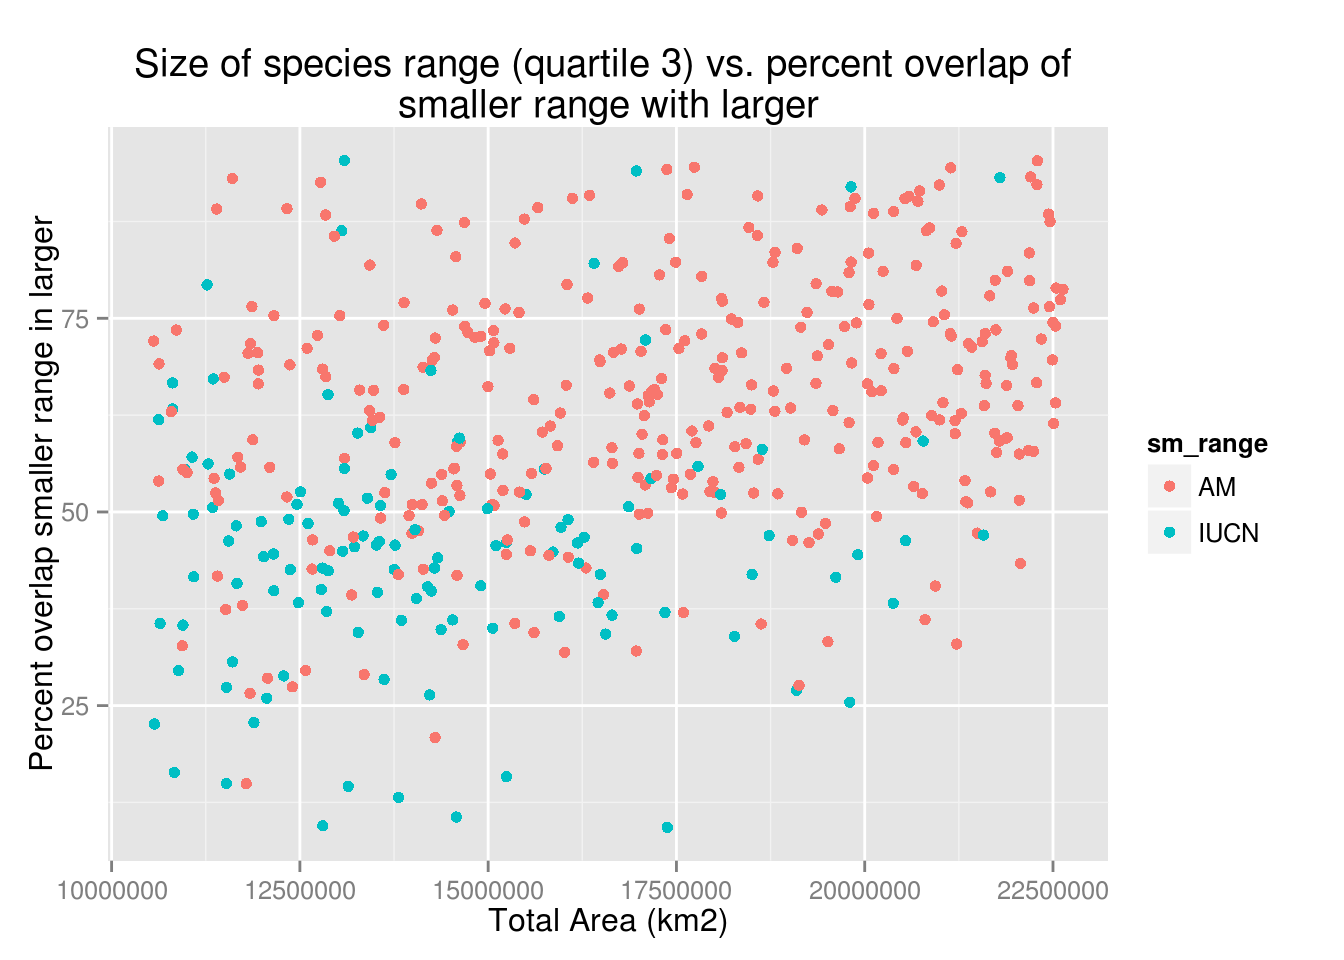 Size of species range (quartile 3) vs. percent overlap of
smaller range with larger
Percent overlap smaller range in larger
75
50
25
10000000 12500000 15000000 17500000 20000000 22500000
Total Area (km2)
sm_range
AM
IUCN